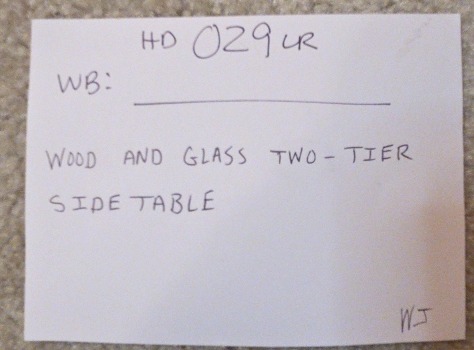 HD 029 LR
WB:
WOOD AND GLASS TWO-TIER
SIDE TABLE
WJ